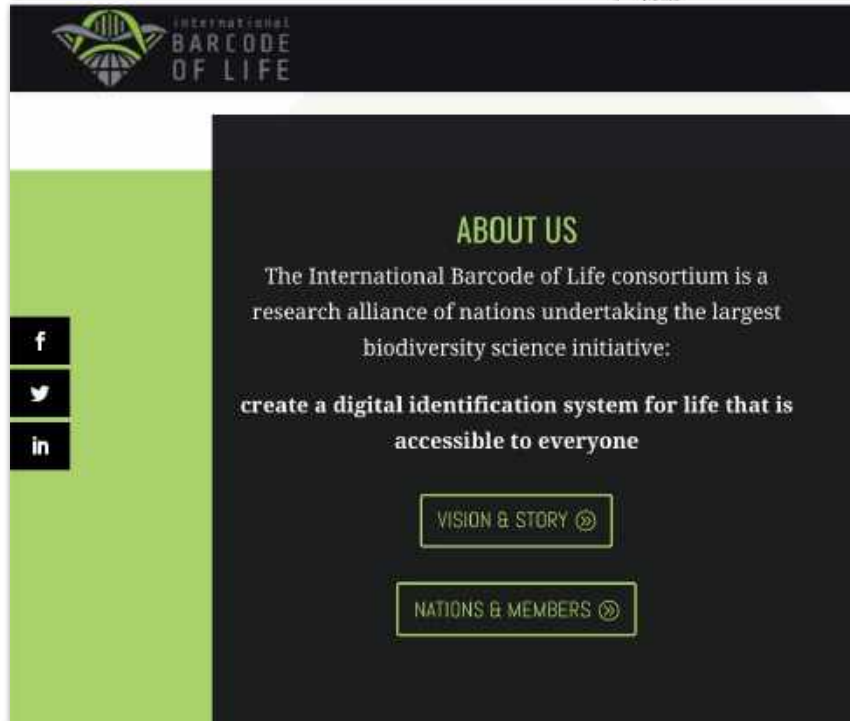 international
BARCODE
OF LIFE
ABOUT US
The International Barcode of Life consortium is a
research alliance of nations undertaking the largest
biodiversity science initiative:
create a digital identification system for life that is
accessible to everyone
f
in
VISION & STORY
NATIONS & MEMBERS